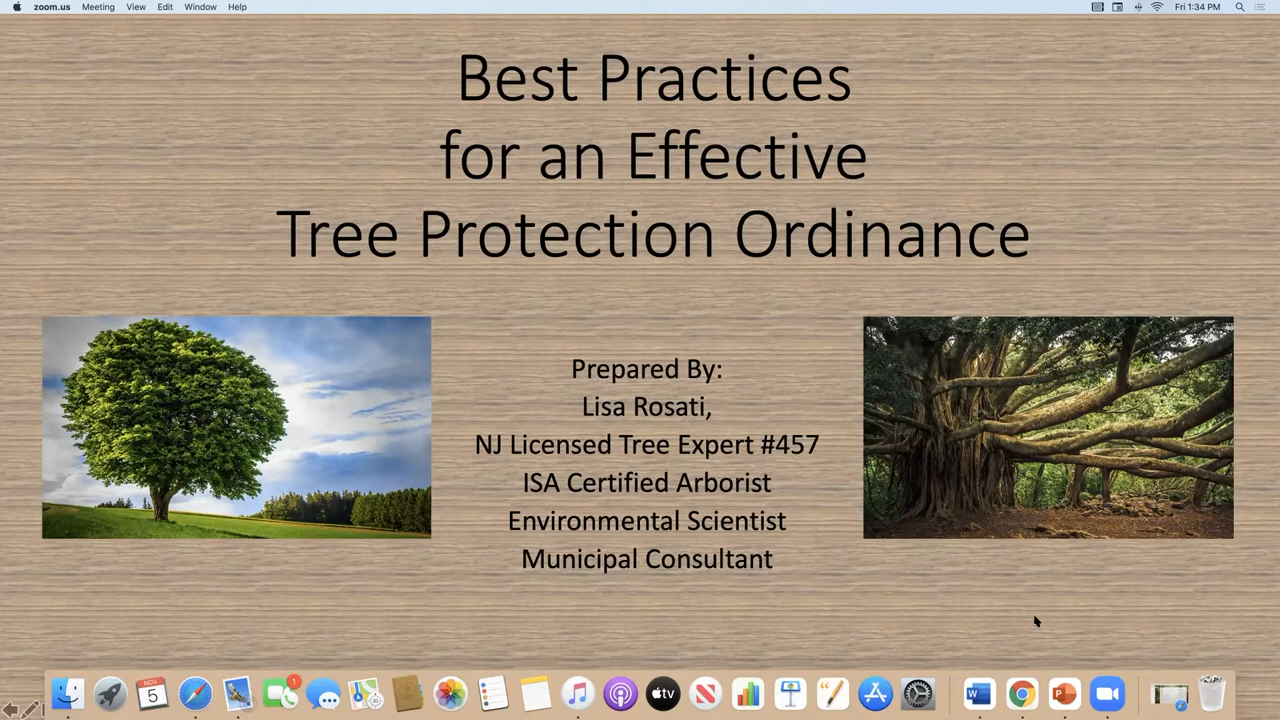 zoom.us Meeting View Edit Window Help Fri 1:34 PM
Best Practices
for an Effective
Tree Protection Ordinance
Prepared By:
Lisa Rosati,
NJ Licensed Tree Expert #457
ISA Certified Arborist
Environmental Scientist
Municipal Consultant
NOV
5
1
tv
W
P